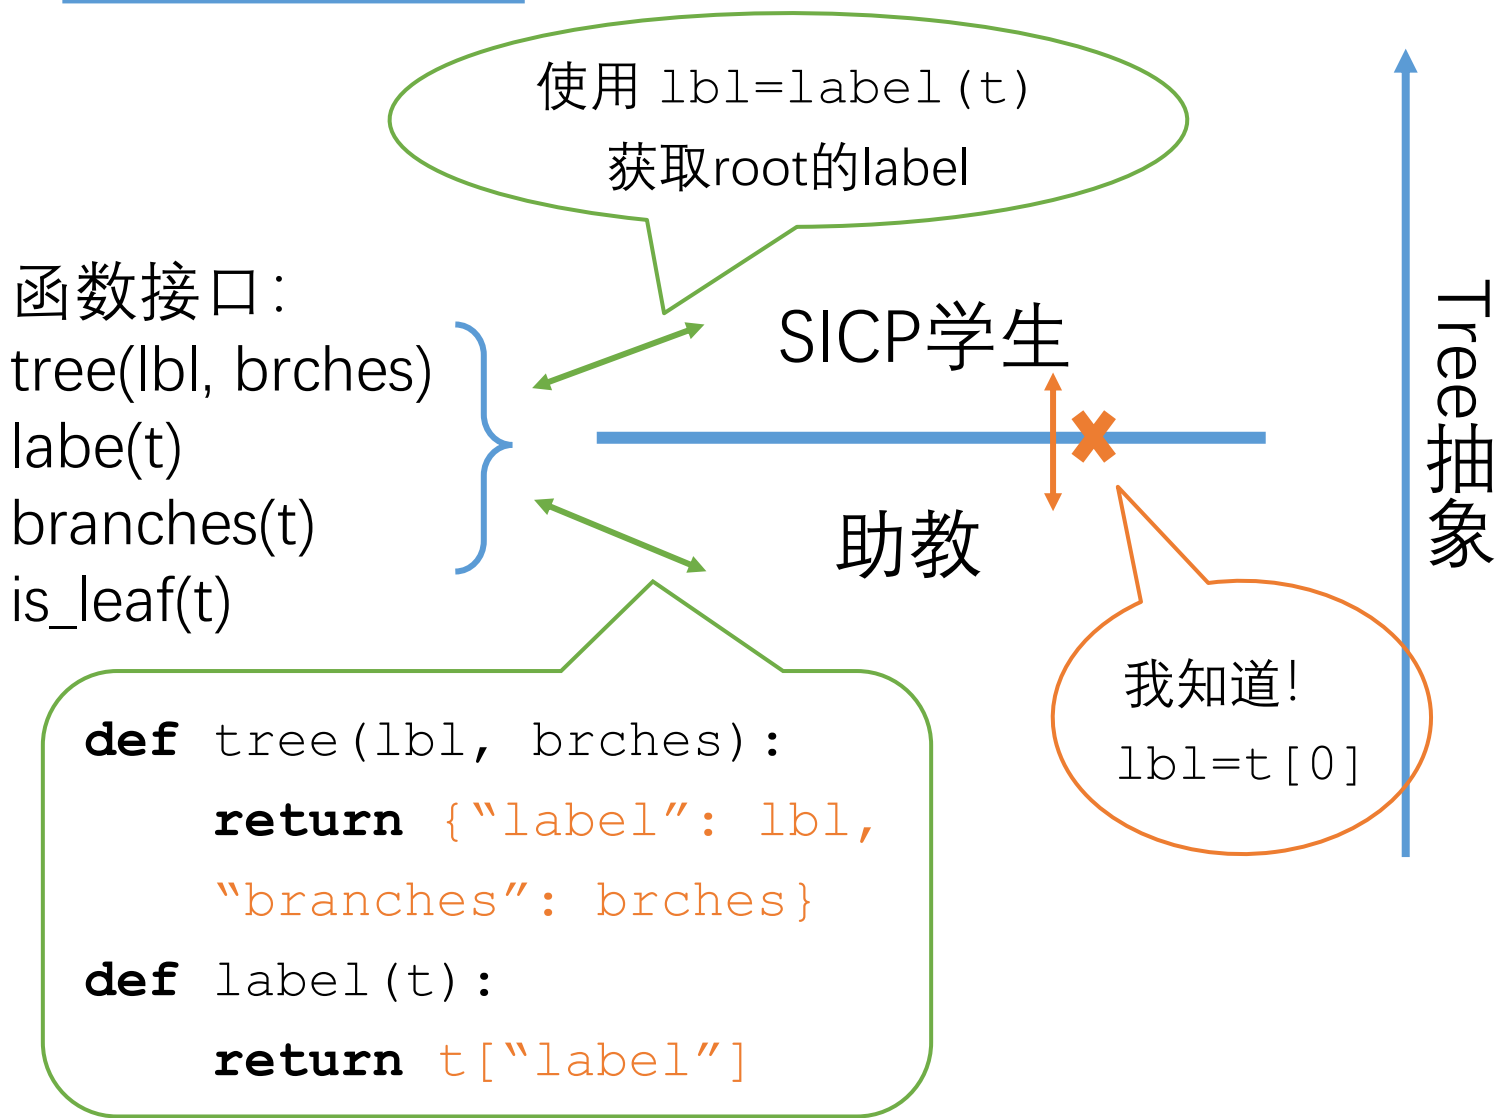 使用 lbl=label(t)
获取root的label
函数接口：
tree(lbl, brches)
labe(t)
branches(t)
is_leaf(t)
SICP学生
助教
Tree抽象
我知道！
lbl=t[0]
def tree(lbl, brches):
return {“label”: lbl,
“branches”: brches}
def label(t):
return t[“label”]